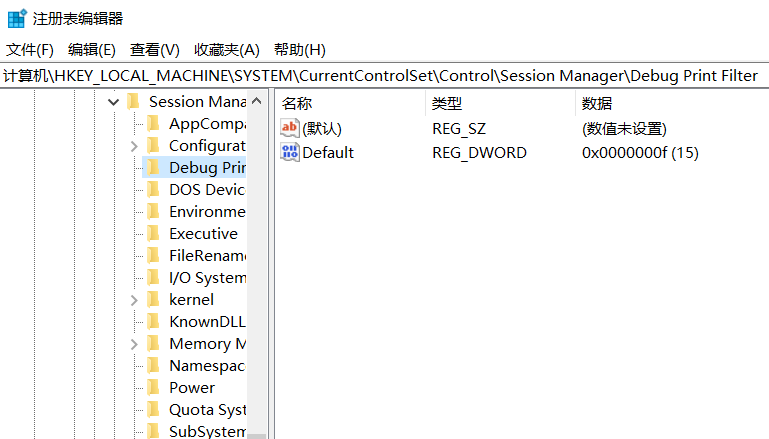 注册表编辑器
文件(F) 编辑(E) 查看(V) 收藏夹(A) 帮助(H)
计算机\HKEY_LOCAL_MACHINE\SYSTEM\CurrentControlSet\Control\Session Manager\Debug Print Filter
Session Mana
AppCompa
Configurat
Debug Prin
DOS Devic
Environme
Executive
FileRename
I/O System
kernel
KnownDLL
Memory M
Namespac
Power
Quota Syst
SubSystem
名称 类型 数据
ab (默认) REG_SZ (数值未设置)
Default REG_DWORD 0x0000000f (15)